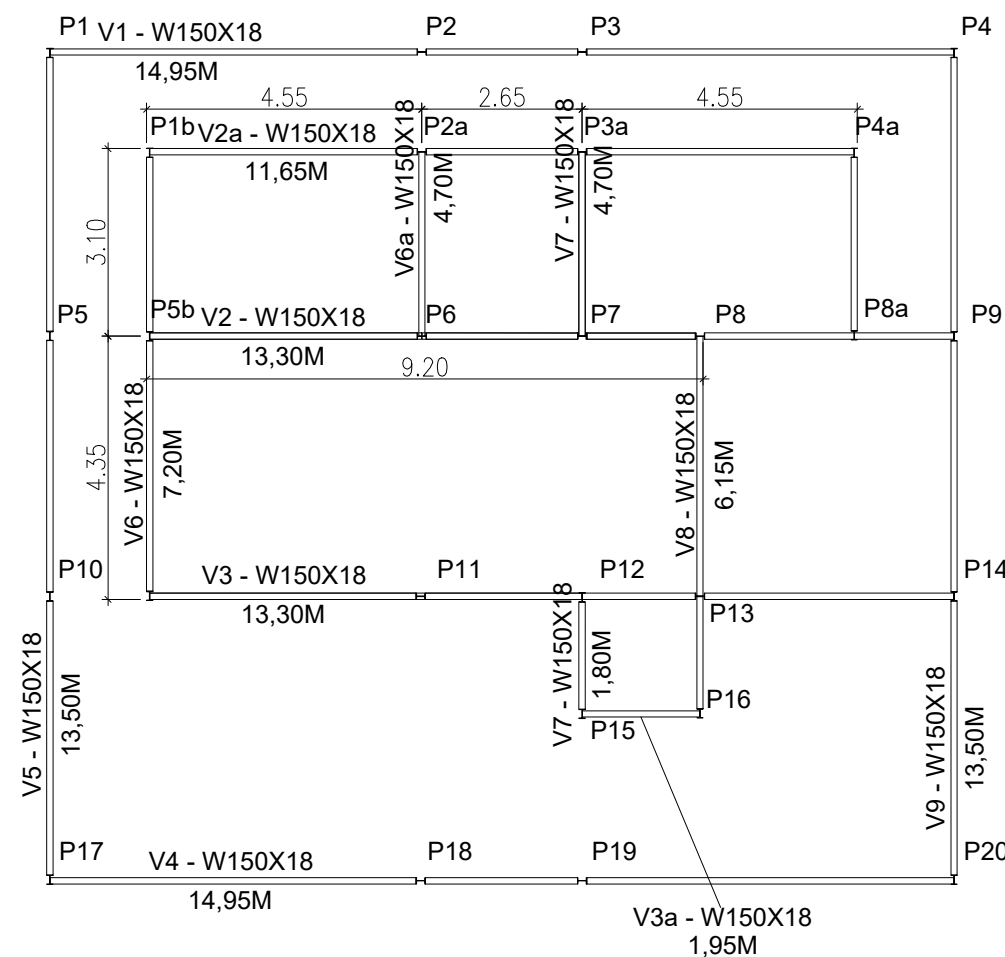 P1
V1 - W150X18
P2
P3
P4
14,95M
4.55
2.65
4.55
P1b
V2a - W150X18
P2a
P3a
P4a
11,65M
V6a - W150X18
4,70M
V7 - W150X18
4,70M
3.10
P5
P5b
V2 - W150X18
P6
P7
P8
P8a
P9
13,30M
9.20
4.35
V6 - W150X18
7,20M
V8 - W150X18
6,15M
P10
V3 - W150X18
P11
P12
P14
13,30M
P13
V7 - W150X18
1,80M
P16
P15
V5 - W150X18
13,50M
V9 - W150X18
13,50M
P17
V4 - W150X18
P18
P19
P20
14,95M
V3a - W150X18
1,95M